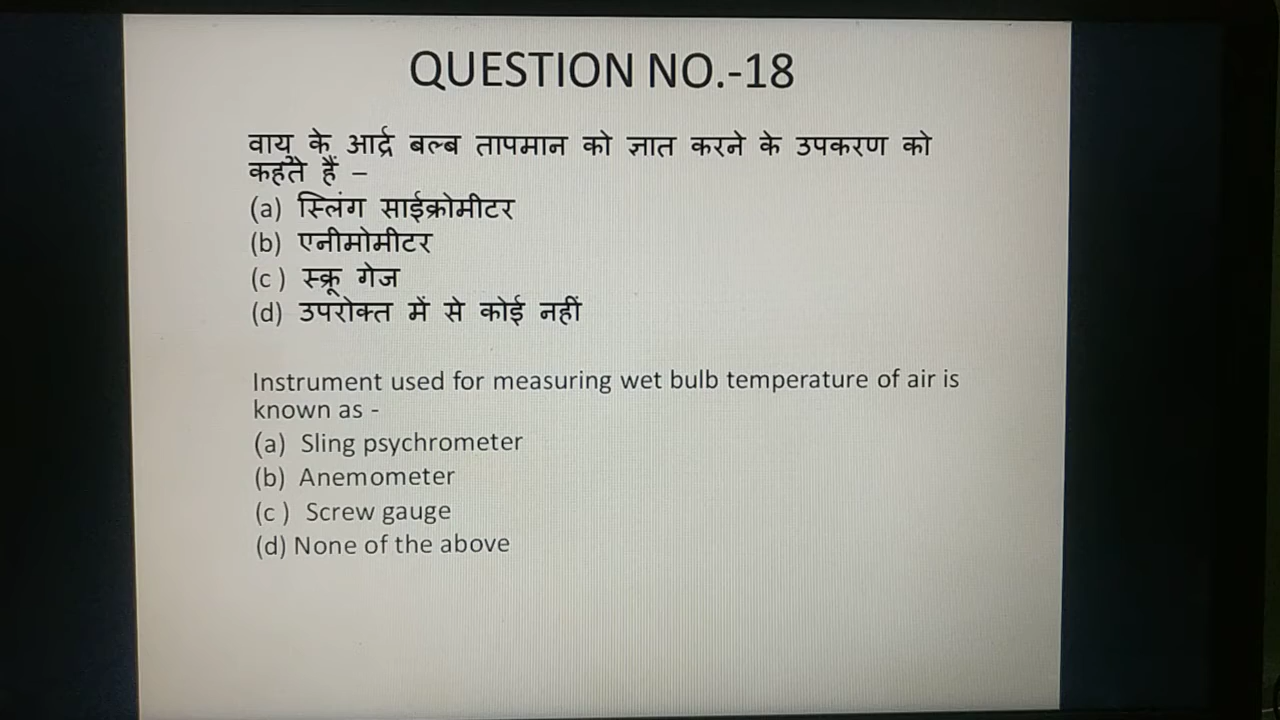 QUESTION NO.-18
वायु के आर्द्र बल्ब तापमान को ज्ञात करने के उपकरण को
कहते हैं –
(a) स्लिंग साईक्रोमीटर
(b) एनीमोमीटर
(c ) स्क्रू गेज
(d) उपरोक्त में से कोई नहीं
Instrument used for measuring wet bulb temperature of air is
known as -
(a) Sling psychrometer
(b) Anemometer
(c ) Screw gauge
(d) None of the above